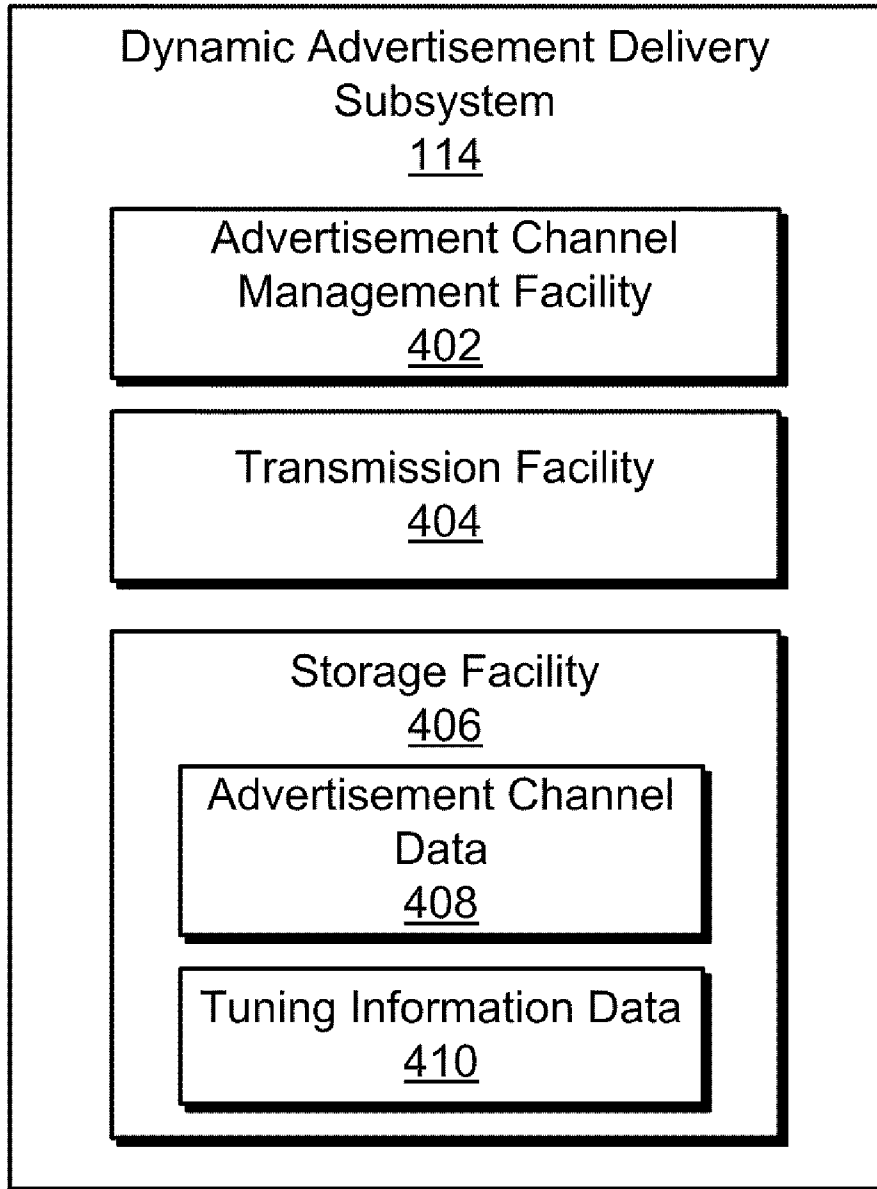 Dynamic Advertisement Delivery
Subsystem
114
Advertisement Channel
Management Facility
402
Transmission Facility
404
Storage Facility
406
Advertisement Channel
Data
408
Tuning Information Data
410